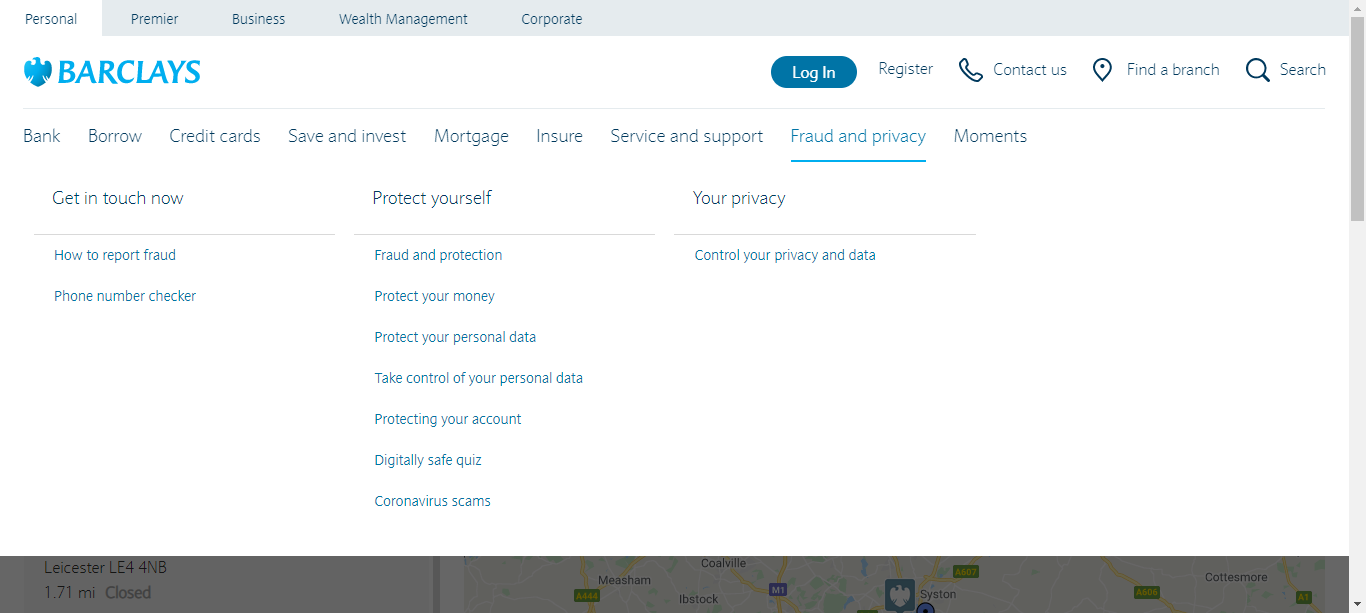 Personal Premier Business Wealth Management Corporate
BARCLAYS
Log In Register Contact us Find a branch Search
Bank Borrow Credit cards Save and invest Mortgage Insure Service and support Fraud and privacy Moments
Get in touch now
How to report fraud
Phone number checker
Protect yourself
Fraud and protection
Protect your money
Protect your personal data
Take control of your personal data
Protecting your account
Digitally safe quiz
Coronavirus scams
Your privacy
Control your privacy and data
Leicester LE4 4NB
1.71 mi Closed
Coalville
Measham
A444
Ibstock
M1
Syston
A607
Cottesmore
A606
A1